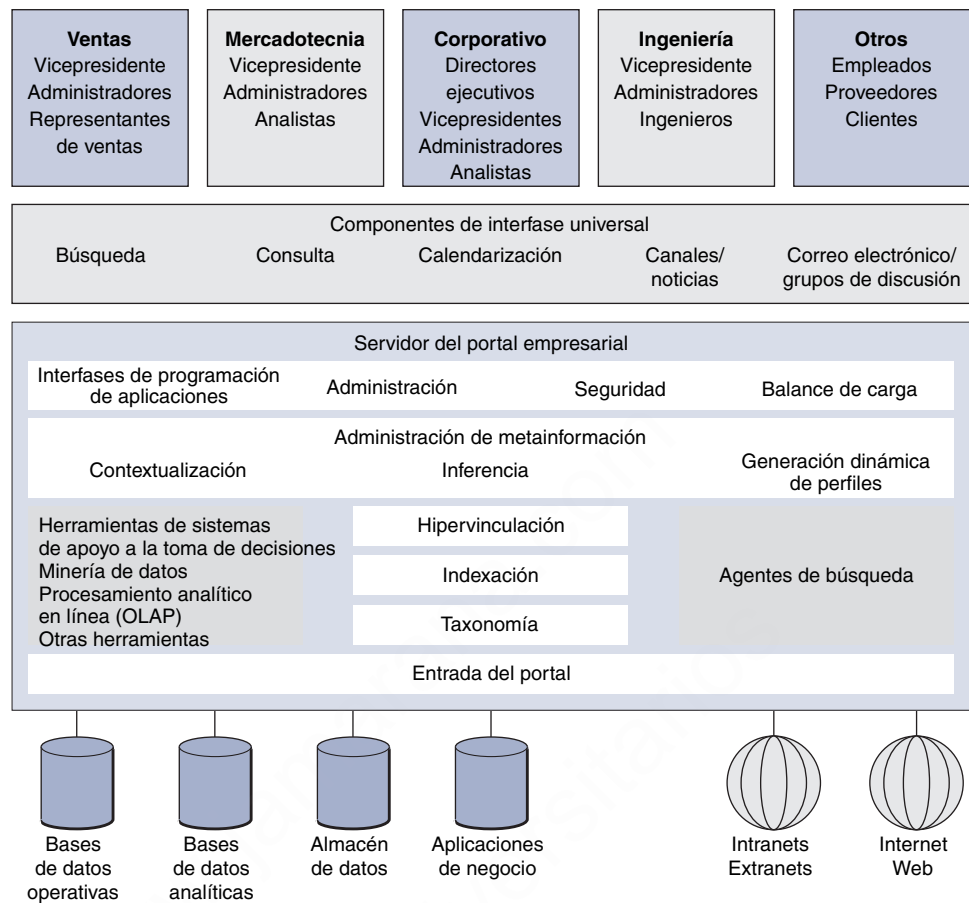 Ventas
Vicepresidente
Administradores
Representantes
de ventas
Mercadotecnia
Vicepresidente
Administradores
Analistas
Corporativo
Directores
ejecutivos
Vicepresidentes
Administradores
Analistas
Ingeniería
Vicepresidente
Administradores
Ingenieros
Otros
Empleados
Proveedores
Clientes
Componentes de interfase universal
Búsqueda
Consulta
Calendarización
Canales/
noticias
Correo electrónico/
grupos de discusión
Servidor del portal empresarial
Interfases de programación
de aplicaciones
Administración
Seguridad
Balance de carga
Administración de metainformación
Contextualización
Inferencia
Generación dinámica
de perfiles
Herramientas de sistemas
de apoyo a la toma de decisiones
Minería de datos
Procesamiento analítico
en línea (OLAP)
Otras herramientas
Hipervinculación
Indexación
Taxonomía
Agentes de búsqueda
Entrada del portal
Bases
de datos
operativas
Bases
de datos
analíticas
Almacén
de datos
Aplicaciones
de negocio
Intranets
Extranets
Internet
Web